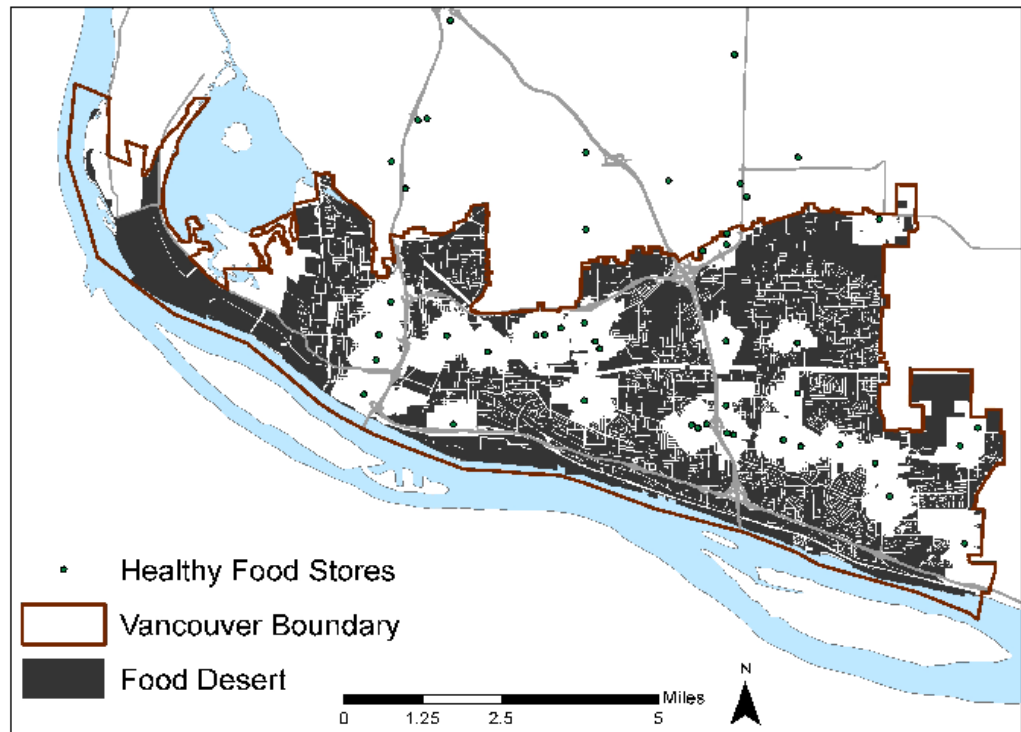 Healthy Food Stores
Vancouver Boundary
Food Desert
N
Miles
0 1.25 2.5 5